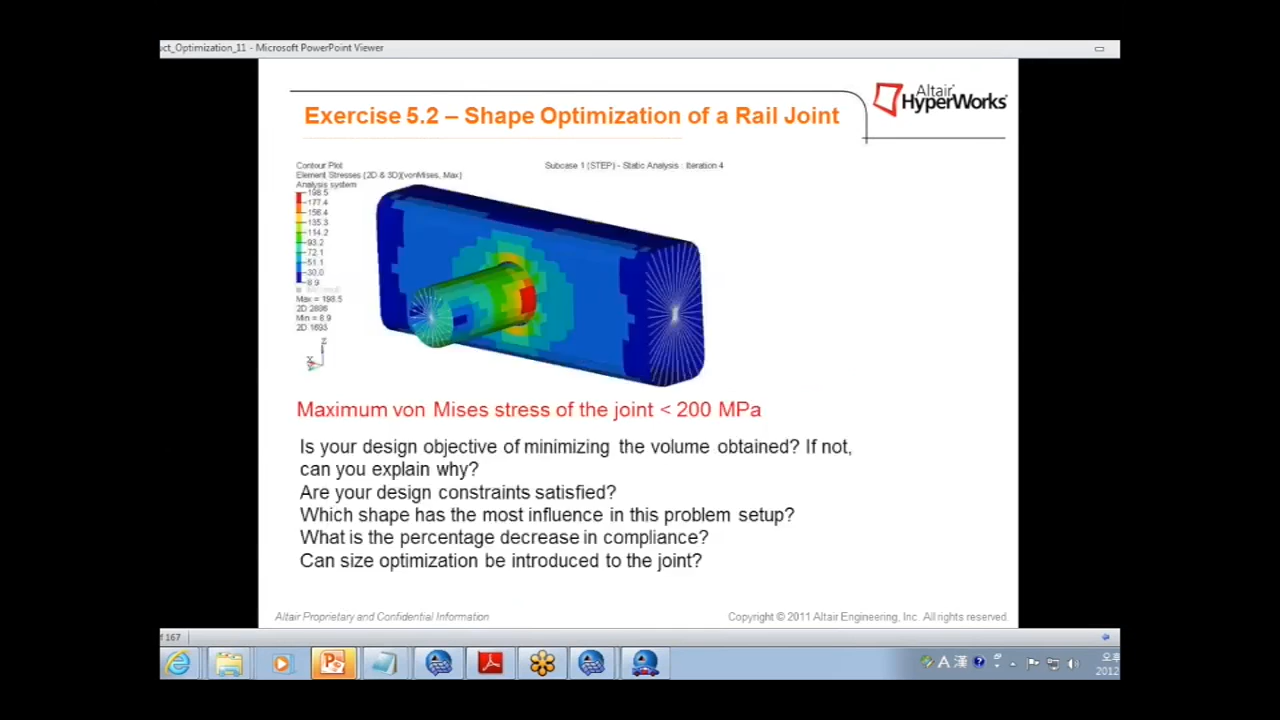 uct_Optimization_11 - Microsoft PowerPoint Viewer
Altair
HyperWorks
Exercise 5.2 – Shape Optimization of a Rail Joint
Contour Plot
Element Stresses (2D & 3D)(vonMises, Max)
Analysis system
Subcase 1 (STEP) - Static Analysis : Iteration 4
198.5
177.4
156.4
135.3
114.2
93.2
72.1
51.1
30.0
8.9
Max = 198.5
Min = 8.9
Z
X
Maximum von Mises stress of the joint < 200 MPa
Is your design objective of minimizing the volume obtained? If not,
can you explain why?
Are your design constraints satisfied?
Which shape has the most influence in this problem setup?
What is the percentage decrease in compliance?
Can size optimization be introduced to the joint?
Altair Proprietary and Confidential Information
Copyright © 2011 Altair Engineering, Inc. All rights reserved.
f 167
A 漢
오후
2012